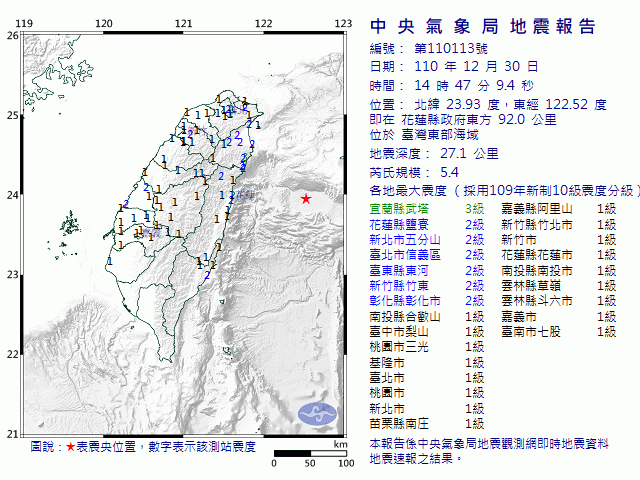 中央氣象局地震報告
編號： 第110113號
日期： 110 年 12 月 30 日
時間： 14 時 47 分 9.4 秒
位置： 北緯 23.93 度，東經 122.52 度
即在 花蓮縣政府東方 92.0 公里
位於 臺灣東部海域
地震深度： 27.1 公里
芮氏規模： 5.4
各地最大震度（採用109年新制10級震度分級）
宜蘭縣武塔 3級 嘉義縣阿里山 1級
花蓮縣鹽寮 2級 新竹縣竹北市 1級
新北市五分山 2級 新竹市 1級
臺北市信義區 2級 花蓮縣花蓮市 1級
臺東縣東河 2級 南投縣南投市 1級
新竹縣竹東 2級 雲林縣草嶺 1級
彰化縣彰化市 2級 雲林縣斗六市 1級
南投縣合歡山 1級 嘉義市 1級
臺中市梨山 1級 臺南市七股 1級
桃園市三光 1級
基隆市 1級
臺北市 1級
桃園市 1級
新北市 1級
苗栗縣南庄 1級
本報告係中央氣象局地震觀測網即時地震資料
地震速報之結果。
119 120 121 122 123
26
25
24
23
22
21
圖說：★表震央位置，數字表示該測站震度
km
0 50 100